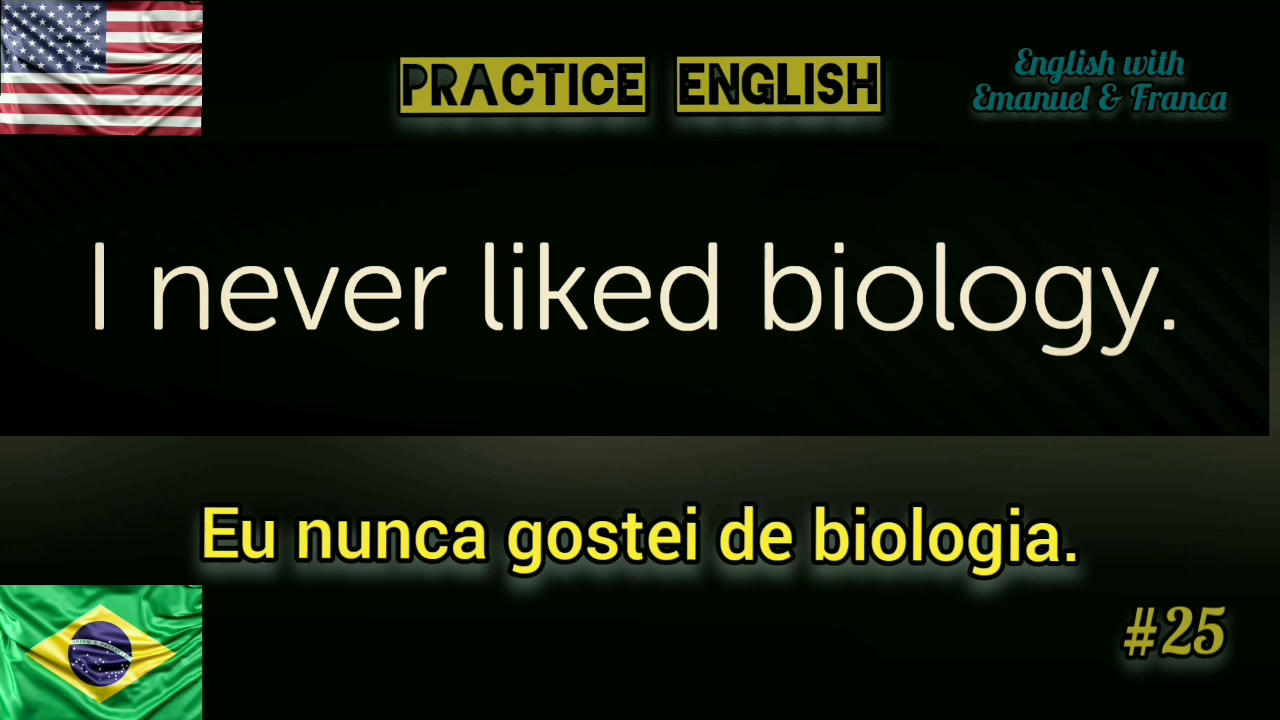 PRACTICE ENGLISH
English with
Emanuel & Franca
I never liked biology.
Eu nunca gostei de biologia.
#25